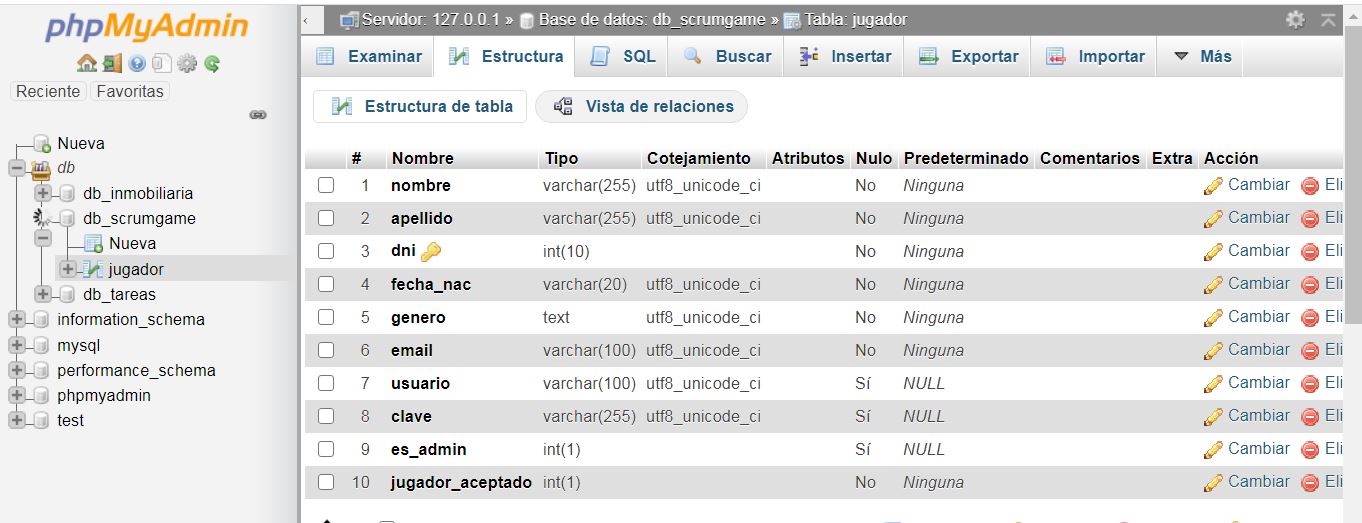 phpMyAdmin
Reciente Favoritas
Nueva
db
db_inmobiliaria
db_scrumgame
Nueva
jugador
db_tareas
information_schema
mysql
performance_schema
phpmyadmin
test
Servidor: 127.0.0.1 » Base de datos: db_scrumgame » Tabla: jugador
Examinar Estructura SQL Buscar Insertar Exportar Importar Más
Estructura de tabla Vista de relaciones
# Nombre Tipo Cotejamiento Atributos Nulo Predeterminado Comentarios Extra Acción
1 nombre varchar(255) utf8_unicode_ci No Ninguna Cambiar Eli
2 apellido varchar(255) utf8_unicode_ci No Ninguna Cambiar Eli
3 dni int(10) No Ninguna Cambiar Eli
4 fecha_nac varchar(20) utf8_unicode_ci No Ninguna Cambiar Eli
5 genero text utf8_unicode_ci No Ninguna Cambiar Eli
6 email varchar(100) utf8_unicode_ci No Ninguna Cambiar Eli
7 usuario varchar(100) utf8_unicode_ci Sí NULL Cambiar Eli
8 clave varchar(255) utf8_unicode_ci Sí NULL Cambiar Eli
9 es_admin int(1) Sí NULL Cambiar Eli
10 jugador_aceptado int(1) No Ninguna Cambiar Eli